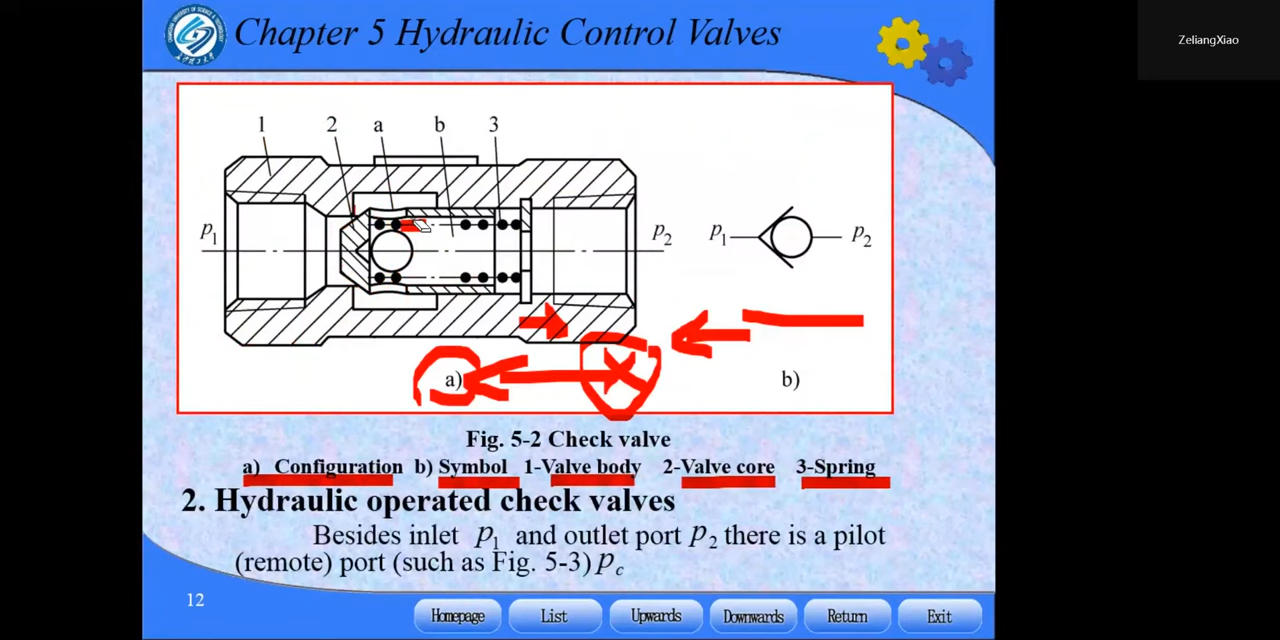 Chapter 5 Hydraulic Control Valves
ZeliangXiao
1 2 a b 3
p1 p2 p1 p2
a) b)
Fig. 5-2 Check valve
a) Configuration b) Symbol 1-Valve body 2-Valve core 3-Spring
2. Hydraulic operated check valves
Besides inlet p1 and outlet port p2 there is a pilot
(remote) port (such as Fig. 5-3) pc
12
Homepage List Upwards Downwards Return Exit